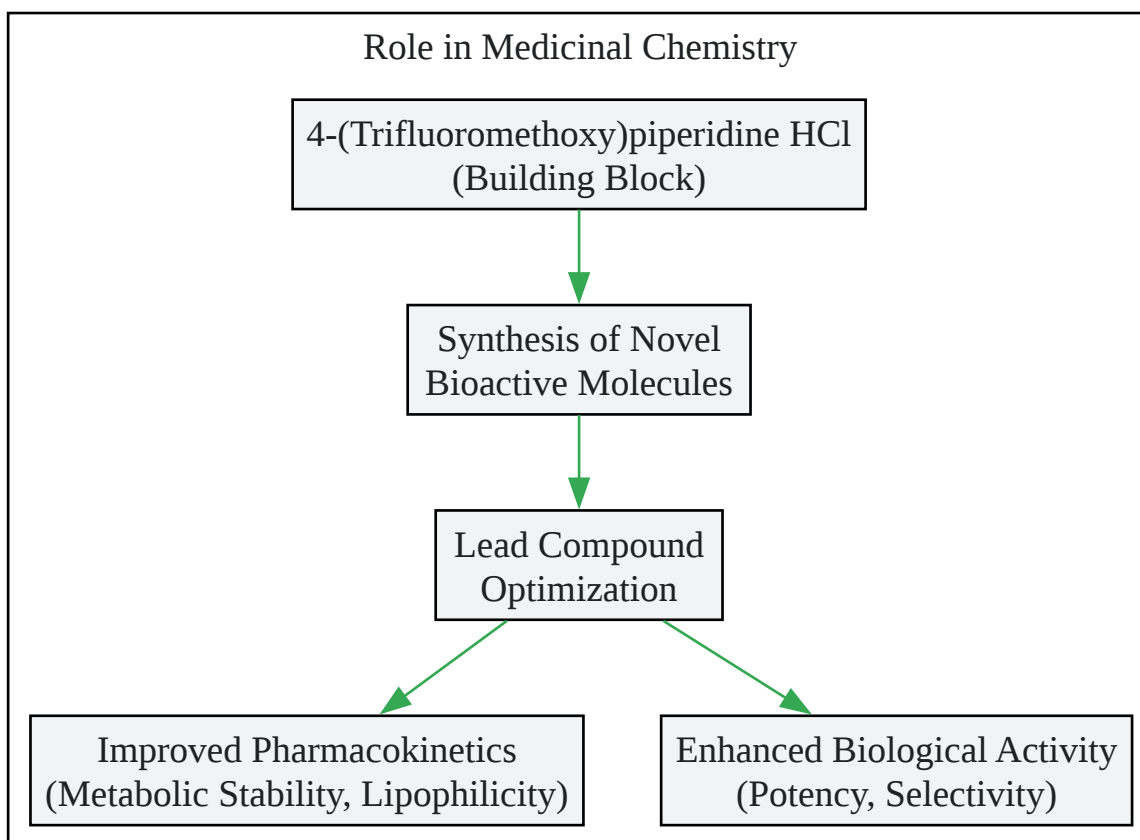 Role in Medicinal Chemistry
4-(Trifluoromethoxy)piperidine HCl
(Building Block)
Synthesis of Novel
Bioactive Molecules
Lead Compound
Optimization
Improved Pharmacokinetics
(Metabolic Stability, Lipophilicity)
Enhanced Biological Activity
(Potency, Selectivity)